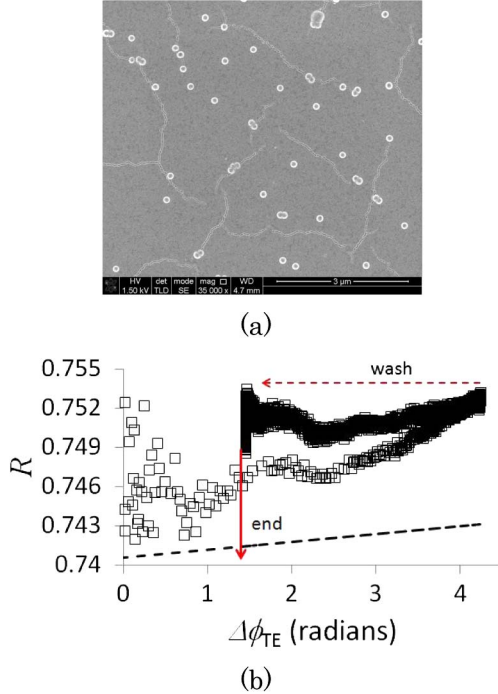 HV det mode mag □ WD
1.50 kV TLD SE 35 000 x 4.7 mm
3 µm
(a)
0.755
0.752
0.749
0.746
0.743
0.74
R
wash
end
0 1 2 3 4
Δϕ_TE (radians)
(b)